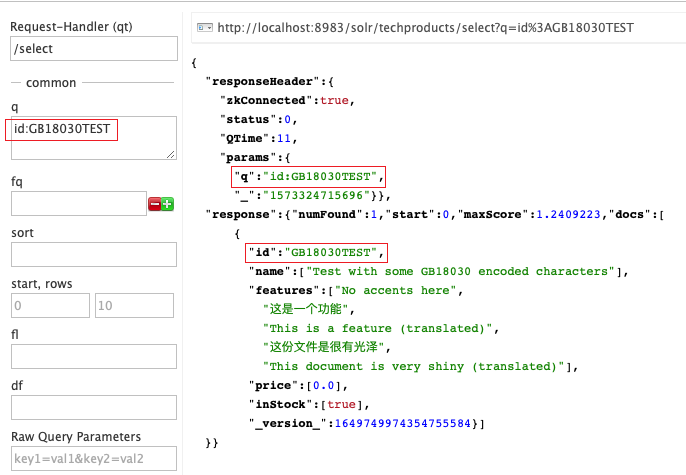 Request-Handler (qt)
/select
common
q
id:GB18030TEST
fq
sort
start, rows
0
10
fl
df
Raw Query Parameters
key1=val1&key2=val2
http://localhost:8983/solr/techproducts/select?q=id%3AGB18030TEST
{
"responseHeader":{
"zkConnected":true,
"status":0,
"QTime":11,
"params":{
"q":"id:GB18030TEST",
"_":"1573324715696"}},
"response":{"numFound":1,"start":0,"maxScore":1.2409223,"docs":[
{
"id":"GB18030TEST",
"name":["Test with some GB18030 encoded characters"],
"features":["No accents here",
"这是一个功能",
"This is a feature (translated)",
"这份文件是很有光泽",
"This document is very shiny (translated)"],
"price":[0.0],
"inStock":[true],
"_version_":1649749974354755584}]
}}